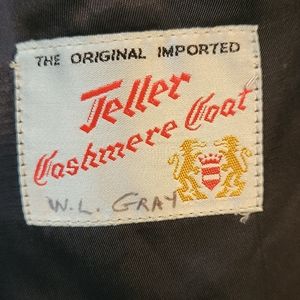 THE ORIGINAL IMPORTED
Teller
Cashmere Coat
W.L. GRAY